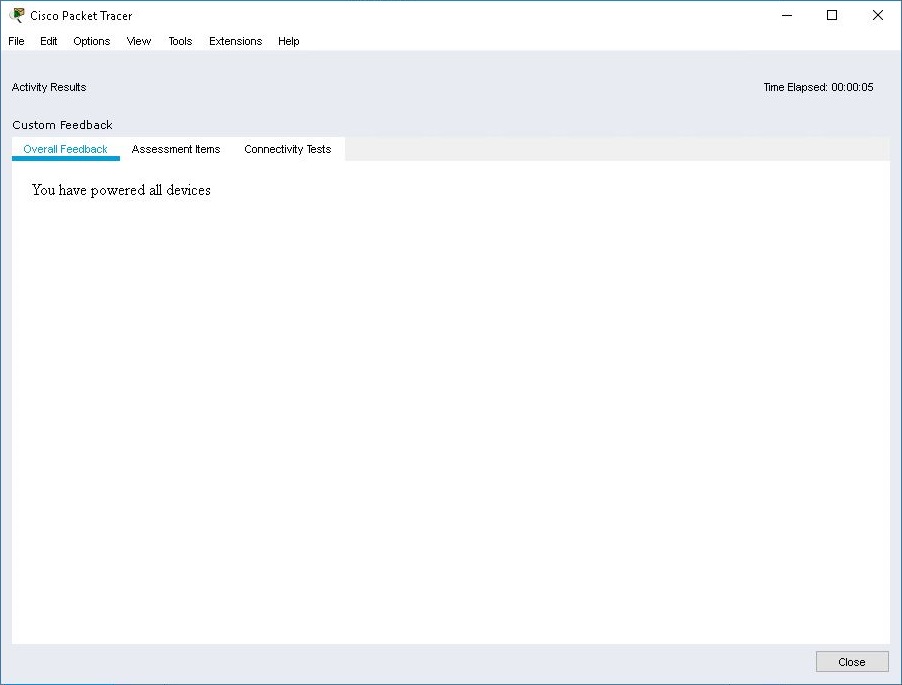 Cisco Packet Tracer
File Edit Options View Tools Extensions Help
Activity Results Time Elapsed: 00:00:05
Custom Feedback
Overall Feedback Assessment Items Connectivity Tests
You have powered all devices
Close